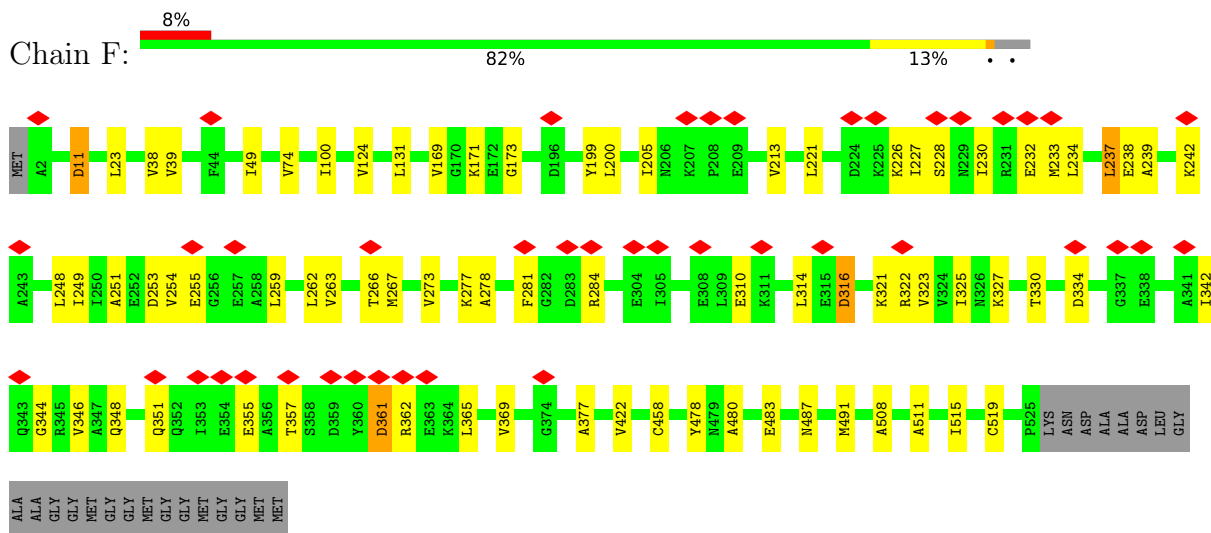 8%
Chain F:
82% 13% • •
MET A2 D11 L23 V38 V39 F44 I49 V74 I100 V124 L131 V169 G170 K171 E172 G173 D196 Y199 L200 I205 N206 K207 P208 E209 V213 L221 D224 K225 K226 I227 S228 N229 I230 R231 E232 M233 L234 L237 E238 A239 K242
A243 L248 I249 I250 A251 E252 D253 V254 E255 G256 E257 A258 L259 L262 V263 T266 M267 V273 K277 A278 F281 G282 D283 R284 E304 I305 E308 L309 E310 K311 L314 E315 D316 K321 R322 V323 V324 I325 N326 K327 T330 D334 G337 E338 A341 I342
Q343 G344 R345 V346 A347 Q348 Q351 Q352 I353 E354 E355 A356 T357 S358 D359 Y360 D361 R362 E363 K364 L365 V369 G374 A377 V422 C458 Y478 N479 A480 E483 N487 M491 A508 A511 I515 C519 P525 LYS ASN ASP ALA ALA ASP LEU GLY
ALA ALA GLY GLY MET GLY GLY MET GLY GLY MET GLY GLY MET MET